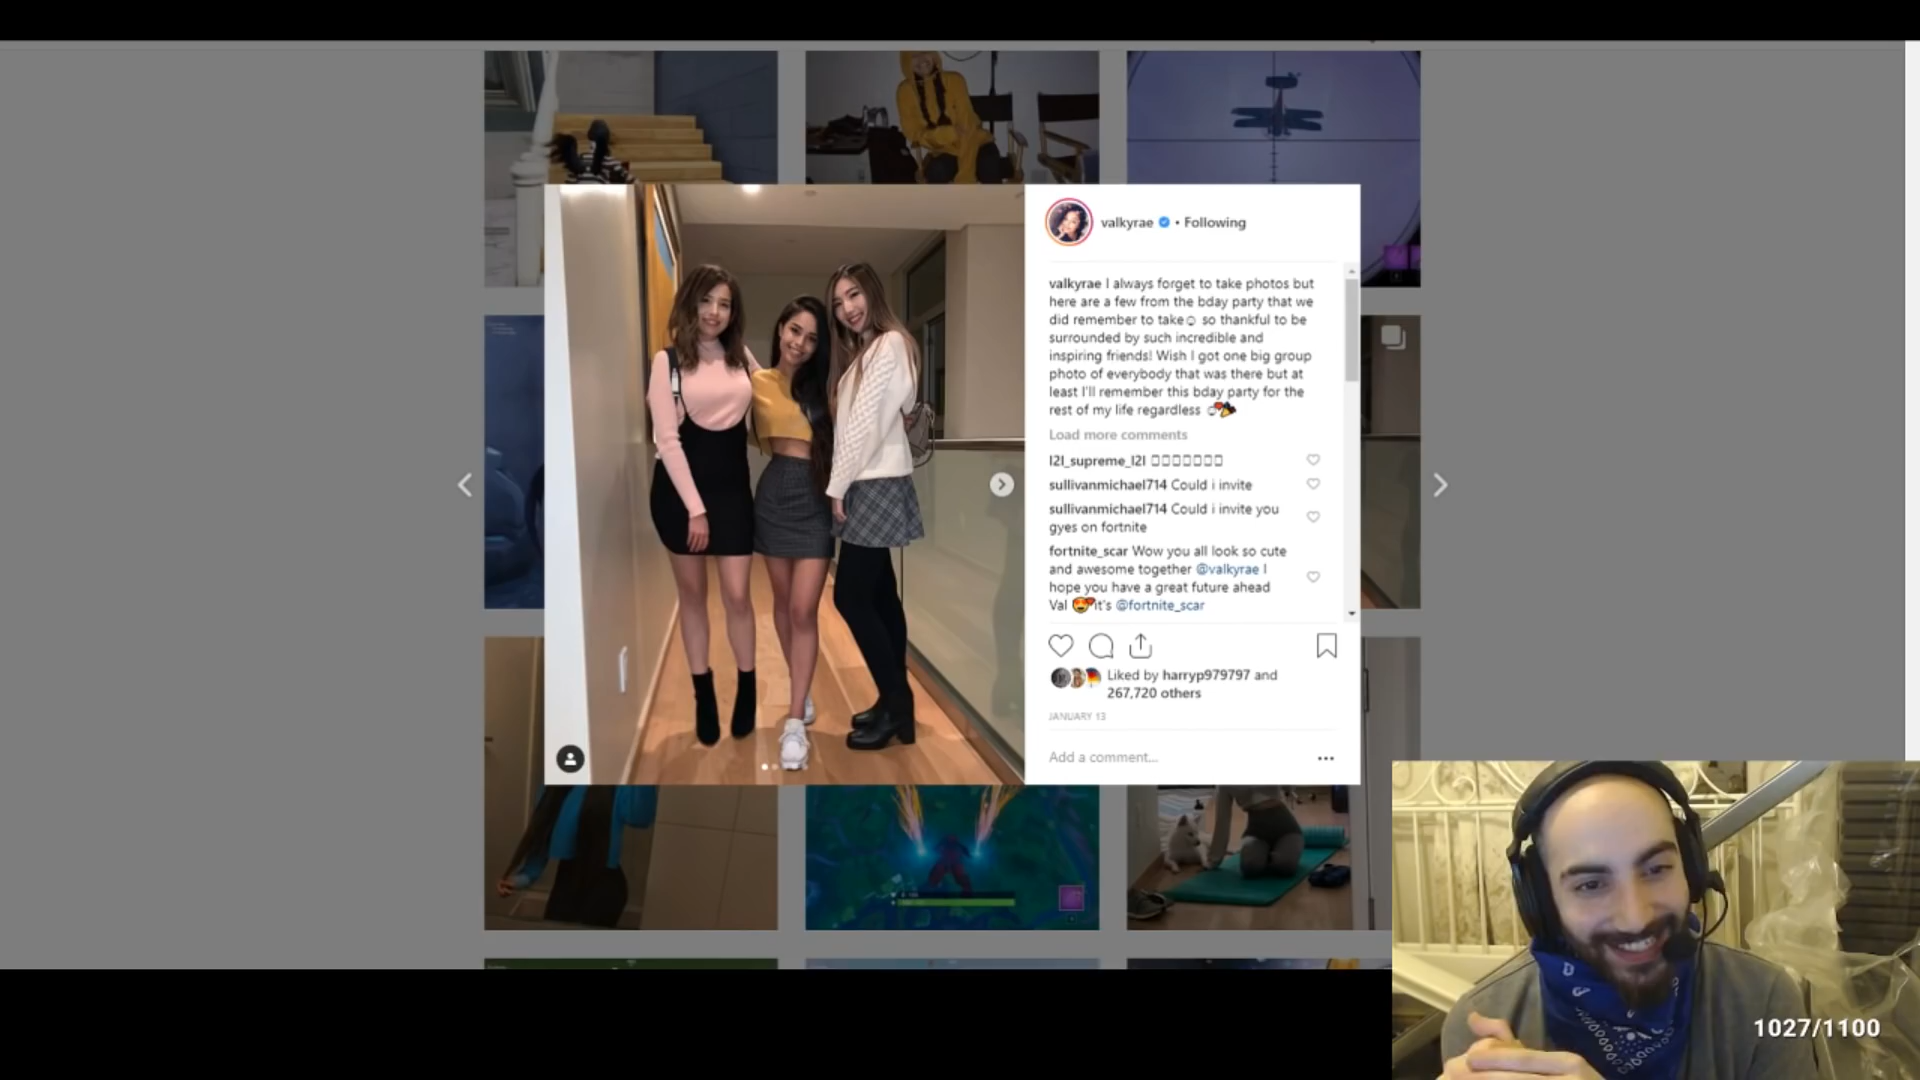 valkyrae • Following
valkyrae I always forget to take photos but
here are a few from the bday party that we
did remember to take so thankful to be
surrounded by such incredible and
inspiring friends! Wish I got one big group
photo of everybody that was there but at
least I'll remember this bday party for the
rest of my life regardless
Load more comments
l2l_supreme_l2l
sullivanmichael714 Could i invite
sullivanmichael714 Could i invite you
gyes on fortnite
fortnite_scar Wow you all look so cute
and awesome together @valkyrae I
hope you have a great future ahead
Val 😍it's @fortnite_scar
Liked by harryp979797 and
267,720 others
JANUARY 13
Add a comment...
1027/1100